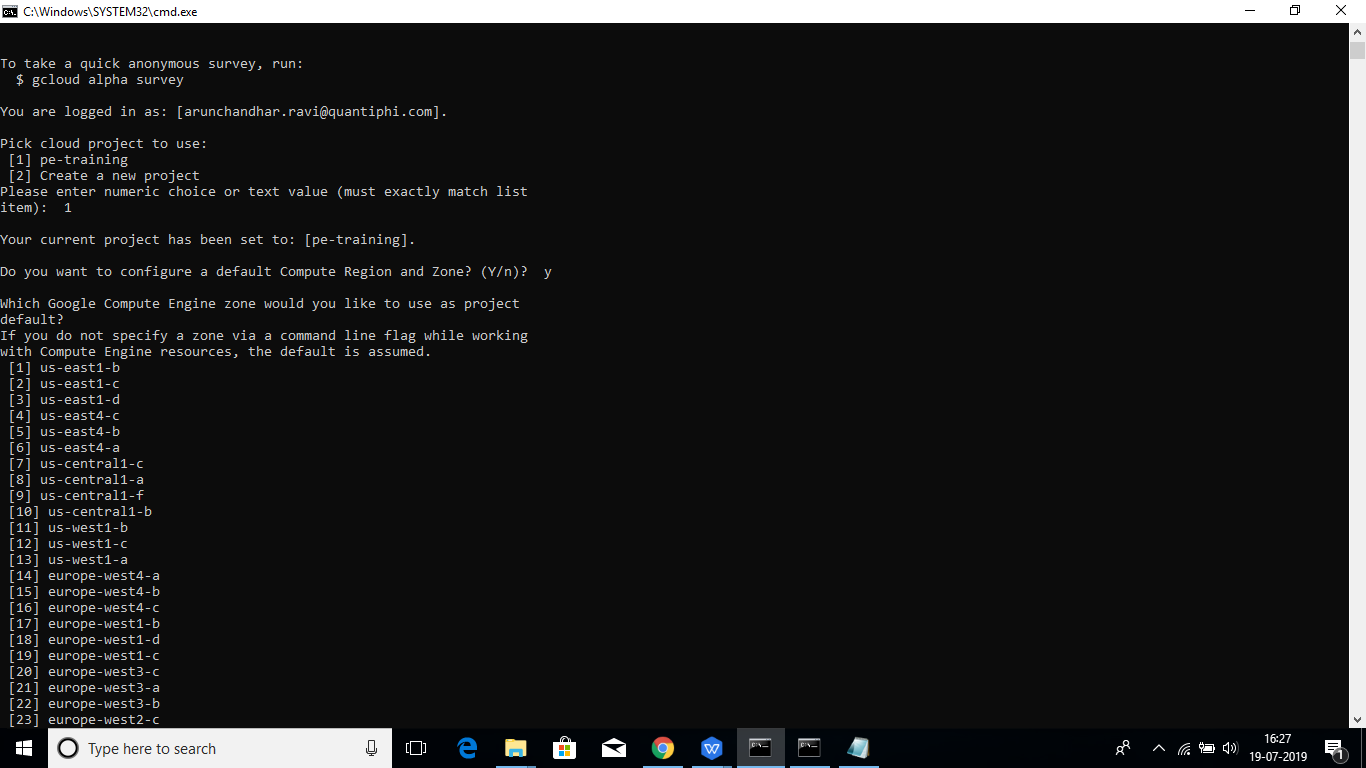 C:\Windows\SYSTEM32\cmd.exe
To take a quick anonymous survey, run:
$ gcloud alpha survey
You are logged in as: [arunchandhar.ravi@quantiphi.com].
Pick cloud project to use:
[1] pe-training
[2] Create a new project
Please enter numeric choice or text value (must exactly match list
item):  1
Your current project has been set to: [pe-training].
Do you want to configure a default Compute Region and Zone? (Y/n)?  y
Which Google Compute Engine zone would you like to use as project
default?
If you do not specify a zone via a command line flag while working
with Compute Engine resources, the default is assumed.
[1] us-east1-b
[2] us-east1-c
[3] us-east1-d
[4] us-east4-c
[5] us-east4-b
[6] us-east4-a
[7] us-central1-c
[8] us-central1-a
[9] us-central1-f
[10] us-central1-b
[11] us-west1-b
[12] us-west1-c
[13] us-west1-a
[14] europe-west4-a
[15] europe-west4-b
[16] europe-west4-c
[17] europe-west1-b
[18] europe-west1-d
[19] europe-west1-c
[20] europe-west3-c
[21] europe-west3-a
[22] europe-west3-b
[23] europe-west2-c
Type here to search
16:27
19-07-2019
1